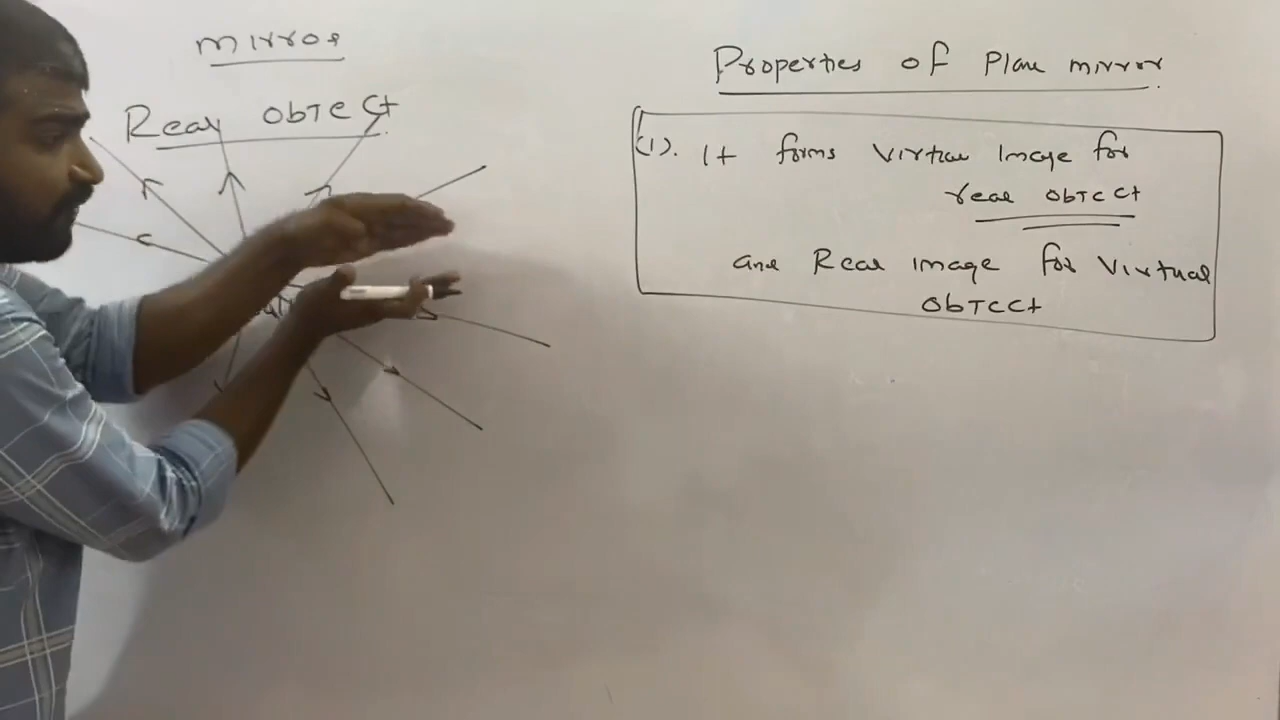 mirror
Real Object
Properties of Plane mirror
(1). It forms Virtual Image for
real object
and Real image for Virtual
Object